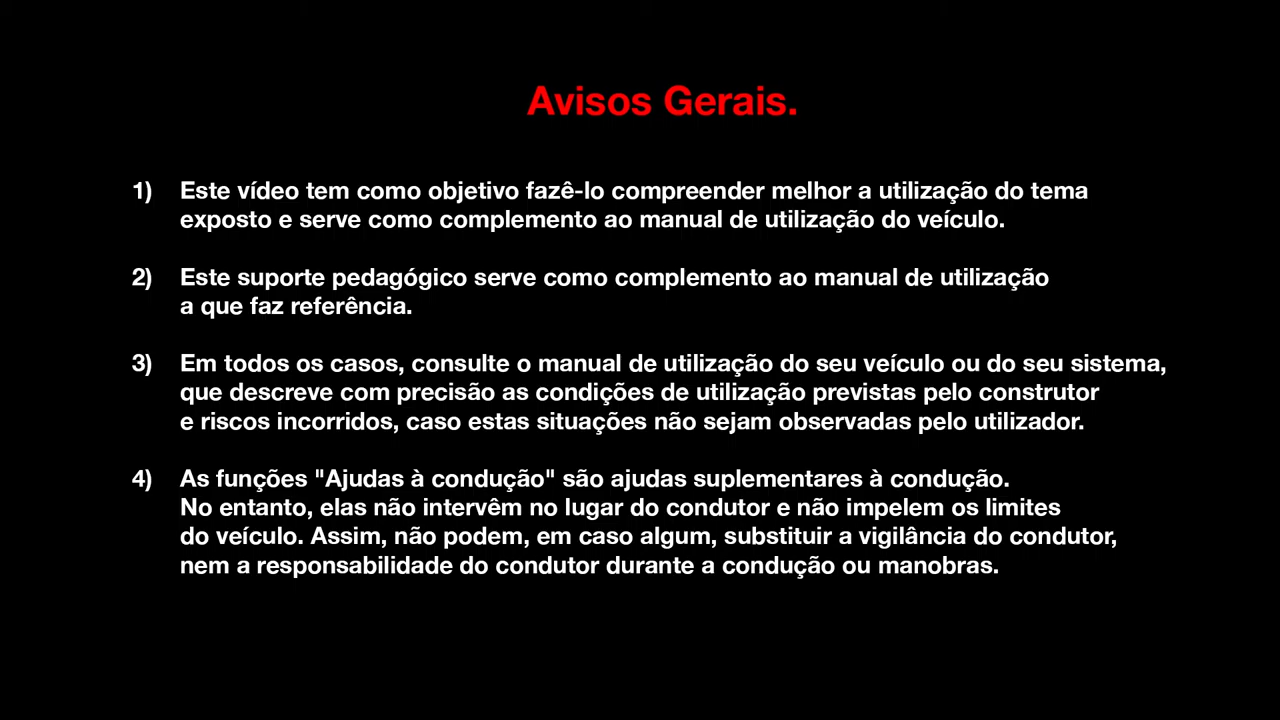 Avisos Gerais.
1) Este vídeo tem como objetivo fazê-lo compreender melhor a utilização do tema
exposto e serve como complemento ao manual de utilização do veículo.
2) Este suporte pedagógico serve como complemento ao manual de utilização
a que faz referência.
3) Em todos os casos, consulte o manual de utilização do seu veículo ou do seu sistema,
que descreve com precisão as condições de utilização previstas pelo construtor
e riscos incorridos, caso estas situações não sejam observadas pelo utilizador.
4) As funções "Ajudas à condução" são ajudas suplementares à condução.
No entanto, elas não intervêm no lugar do condutor e não impelem os limites
do veículo. Assim, não podem, em caso algum, substituir a vigilância do condutor,
nem a responsabilidade do condutor durante a condução ou manobras.